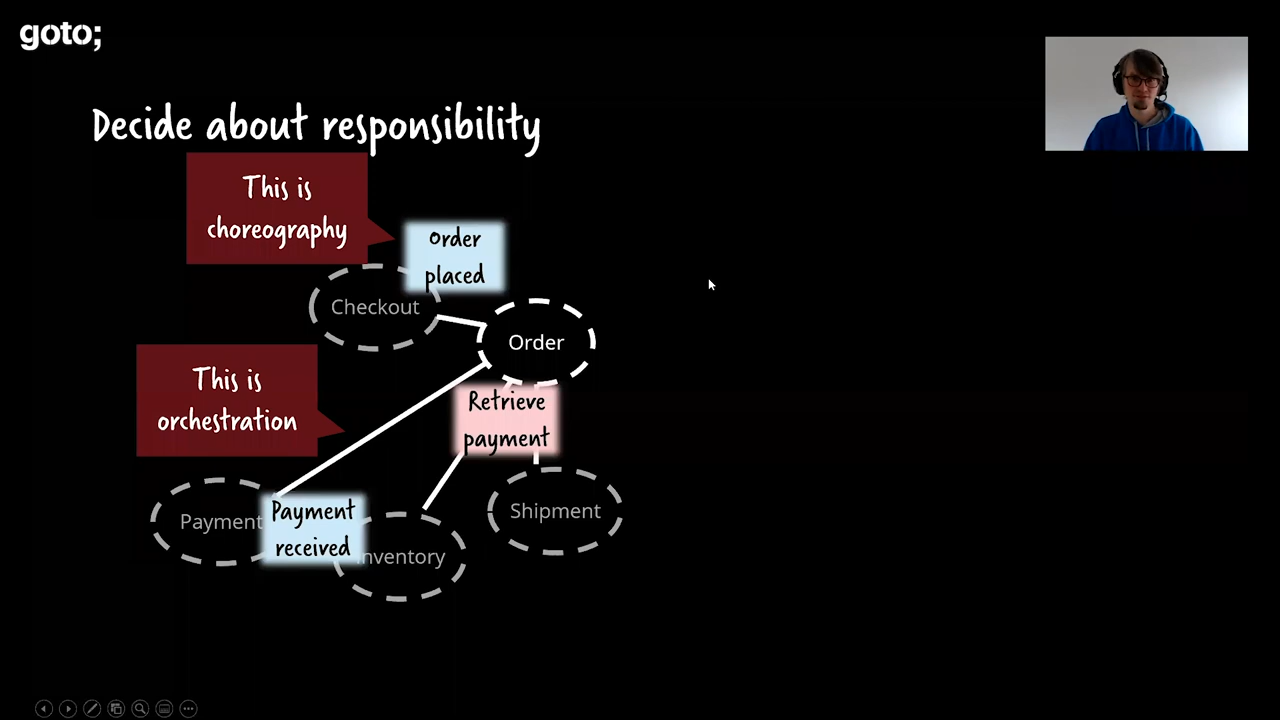 goto;
Decide about responsibility
This is
choreography
Order
placed
Checkout
Order
This is
orchestration
Retrieve
payment
Payment
Payment
received
Inventory
Shipment